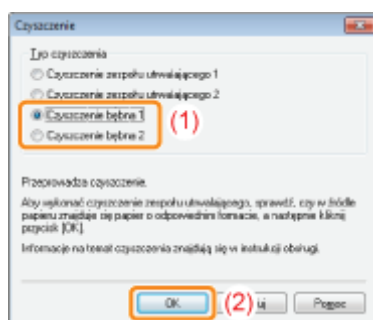 Czyszczenie
Typ czyszczenia
Czyszczenie zespołu utrwalającego 1
Czyszczenie zespołu utrwalającego 2
Czyszczenie bębna 1
(1)
Czyszczenie bębna 2
Przeprowadza czyszczenie.
Aby wykonać czyszczenie zespołu utrwalającego, sprawdź, czy w źródle
papieru znajduje się papier o odpowiednim formacie, a następnie kliknij
przycisk [OK].
Informacje na temat czyszczenia znajdują się w instrukcji obsługi.
OK
(2)
uj
Pomoc